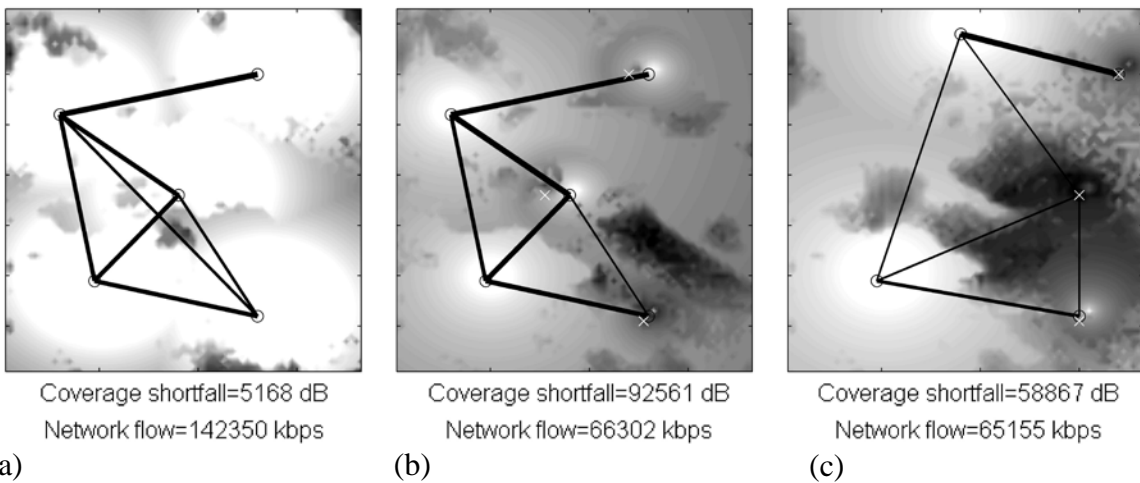 Coverage shortfall=5168 dB
Network flow=142350 kbps
a)
Coverage shortfall=92561 dB
Network flow=66302 kbps
(b)
Coverage shortfall=58867 dB
Network flow=65155 kbps
(c)